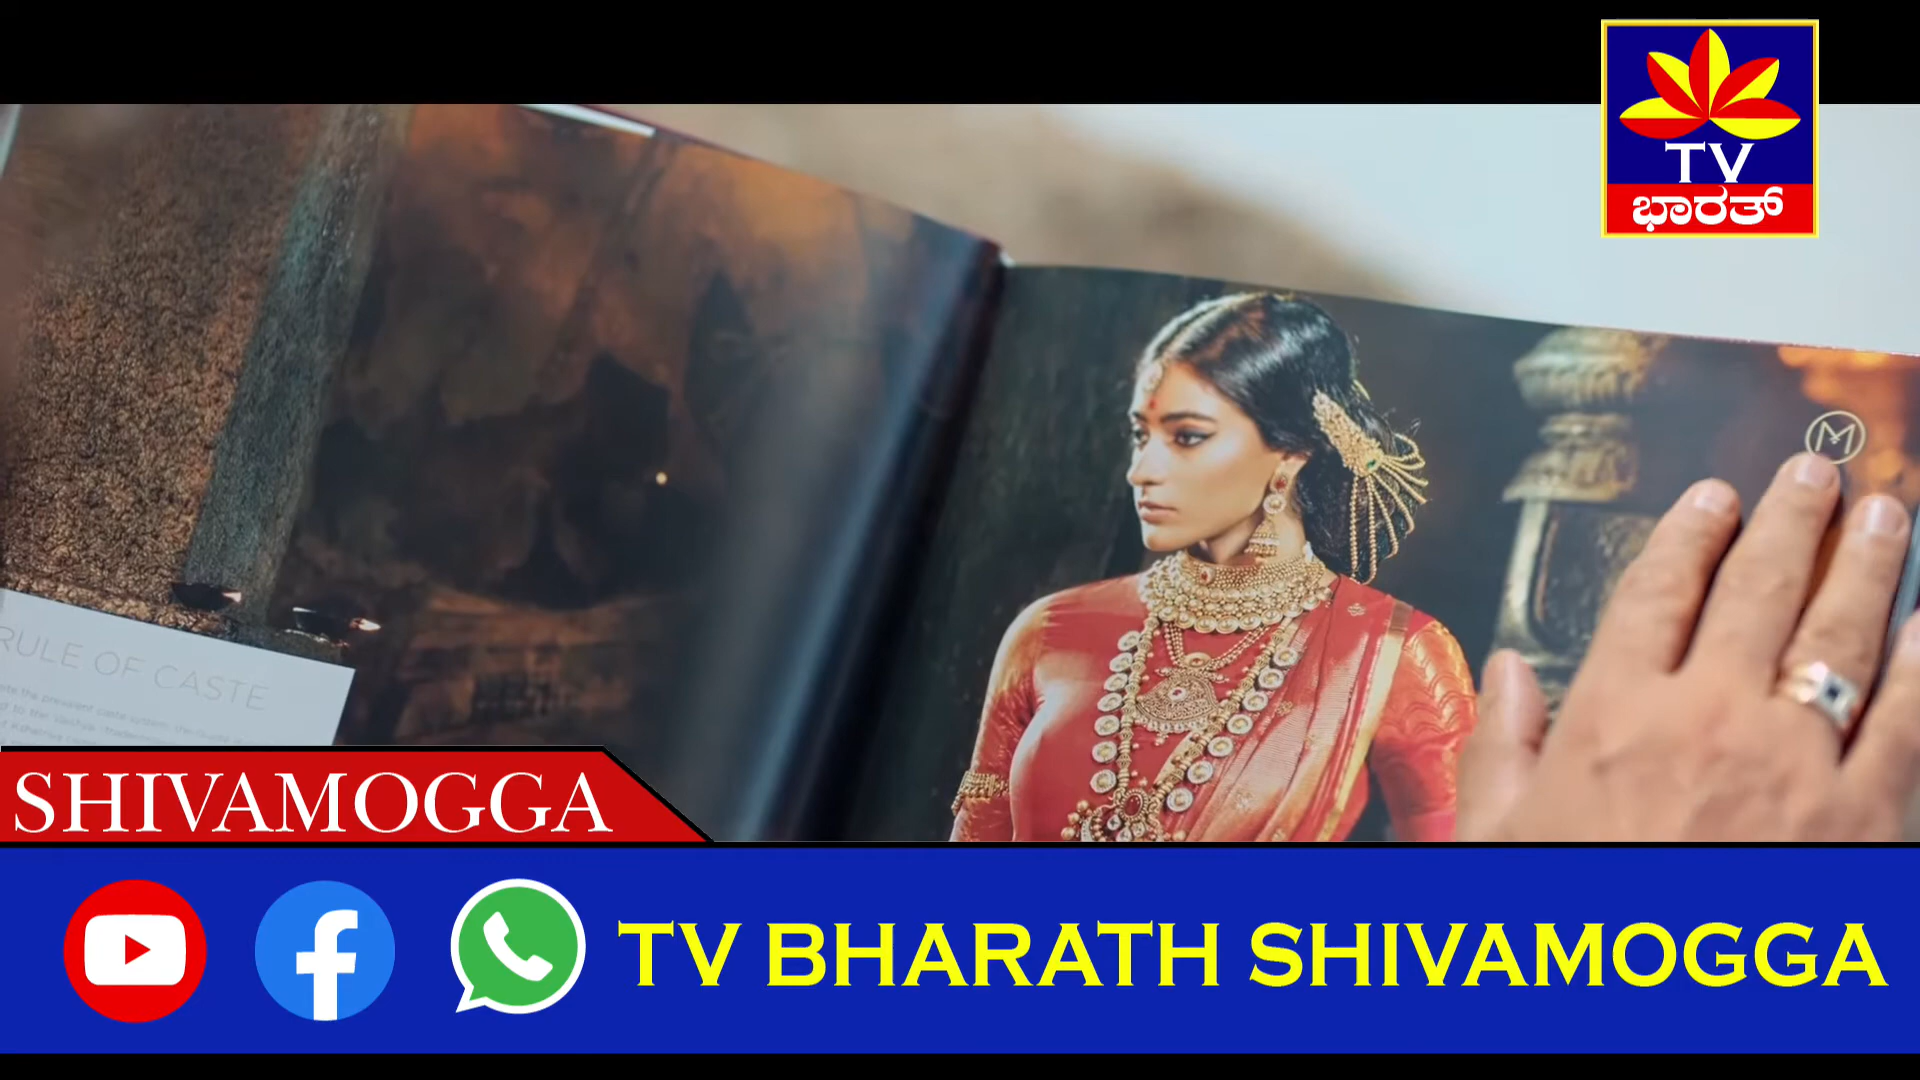 TV
ಭಾರತ್
M
RULE OF CASTE
SHIVAMOGGA
TV BHARATH SHIVAMOGGA